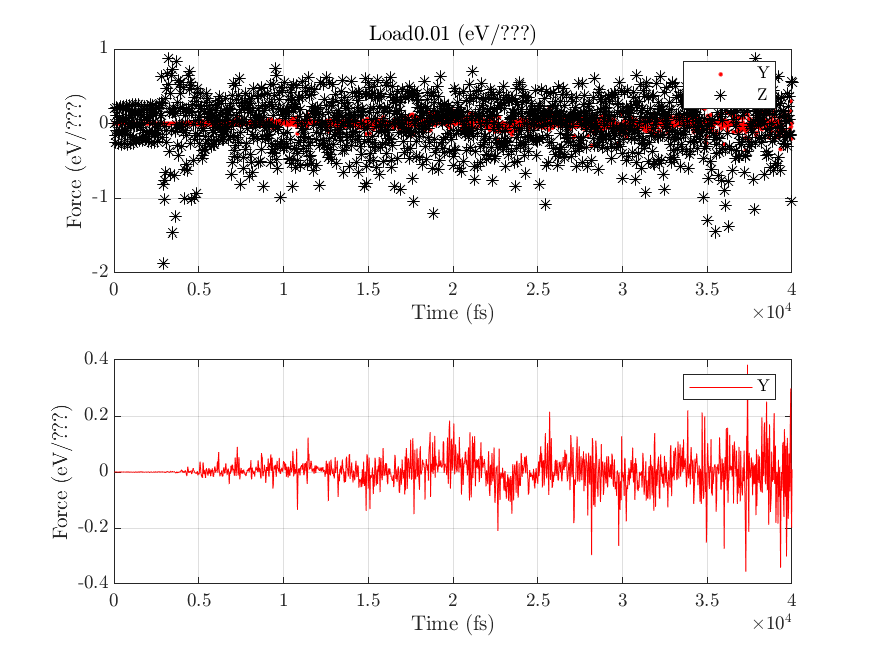 Load0.01 (eV/???)
1
0
-1
-2
Force (eV/???)
Y
Z
0 0.5 1 1.5 2 2.5 3 3.5 4
Time (fs)
×10^4
0.4
0.2
0
-0.2
-0.4
Force (eV/???)
Y
0 0.5 1 1.5 2 2.5 3 3.5 4
Time (fs)
×10^4